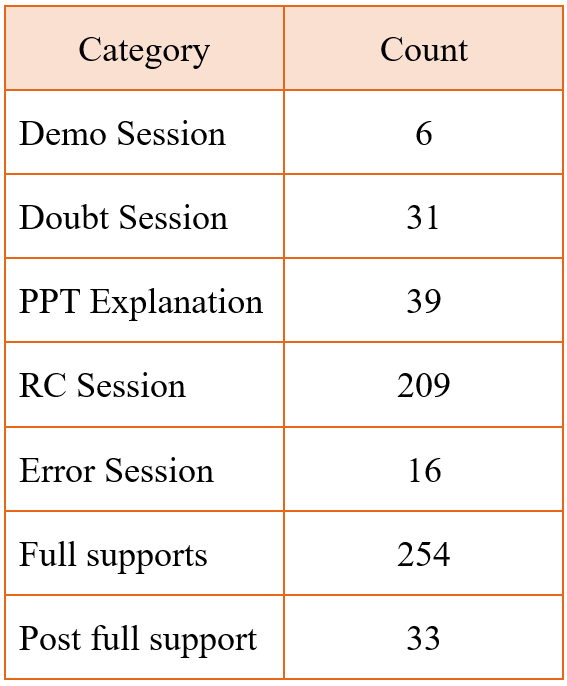 Category Count
Demo Session 6
Doubt Session 31
PPT Explanation 39
RC Session 209
Error Session 16
Full supports 254
Post full support 33